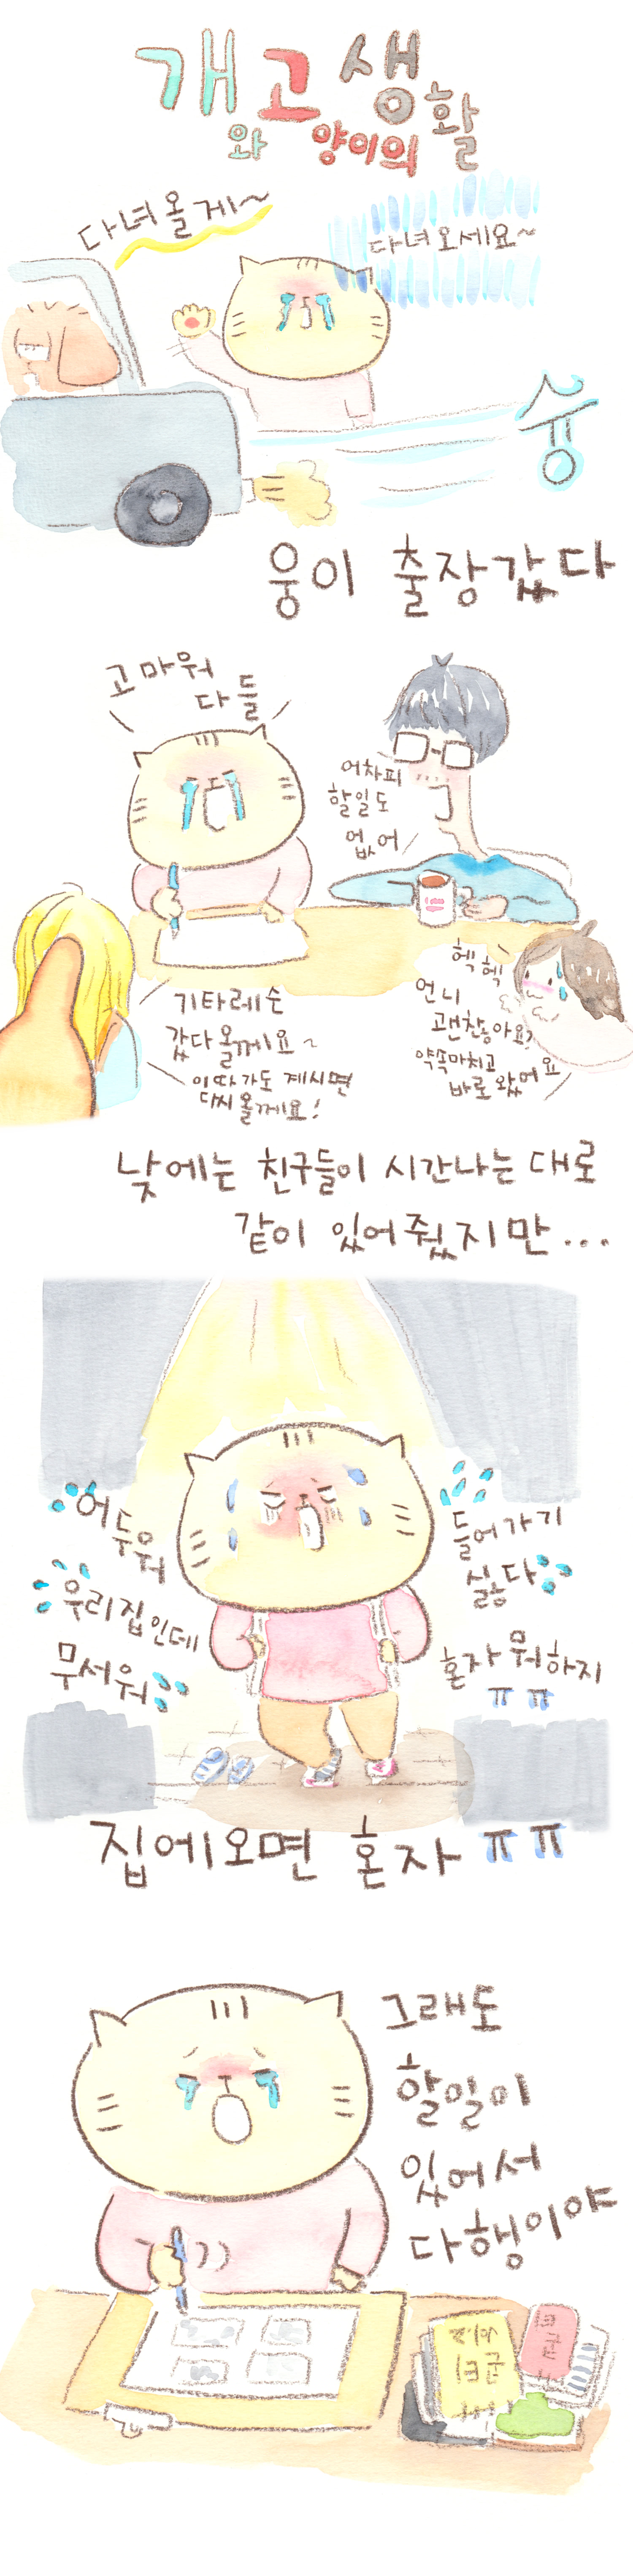 개와 고양이의 생활
다녀올게~
다녀오세요~
슝
웅이 출장갔다
고마워
다들
어차피
할일도
없어
기타레슨
갔다 올께요~
이따가도 계시면
다시 올께요!
헥헥
언니
괜찮아요?
약속마치고
바로 왔어요
낮에는 친구들이 시간나는 대로
같이 있어줬지만...
어두워
우리집인데
무서워
들어가기
싫다
혼자 뭐하지
ㅠㅠ
집에오면 혼자 ㅠㅠ
그래도
할일이
있어서
다행이야